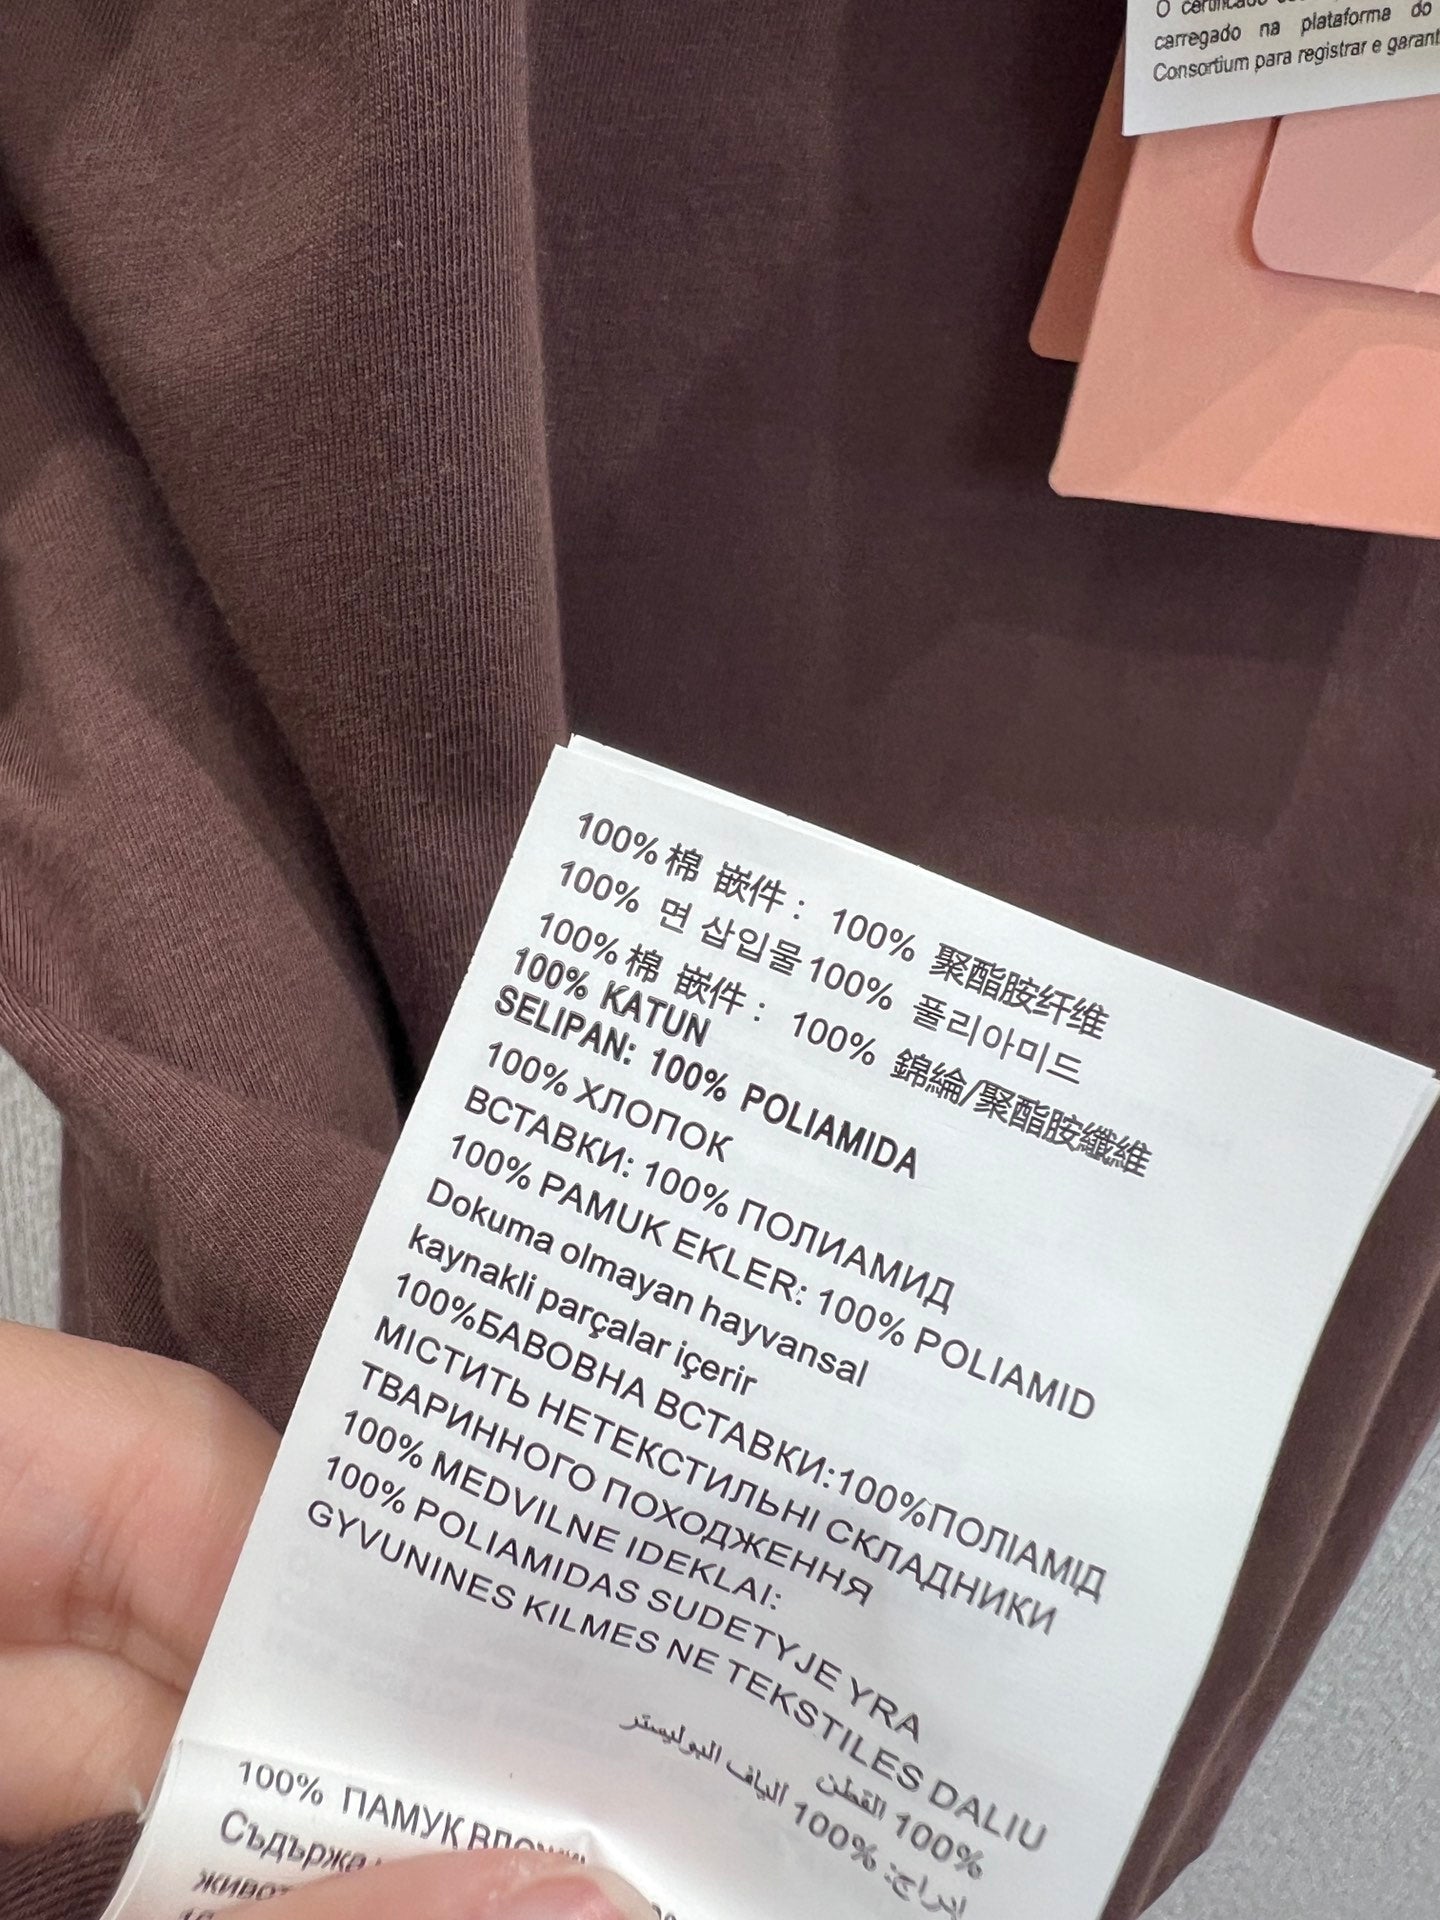 O
carregado na plataforma do
Consortium para registrar e
100% 棉 嵌件： 100% 聚酯胺纤维
100% 면 삽입물 100% 폴리아미드
100% 棉 嵌件： 100% 錦綸/聚酯胺纖維
100% KATUN
SELIPAN: 100% POLIAMIDA
100% ХЛОПОК
ВСТАВКИ: 100% ПОЛИАМИД
100% PAMUK EKLER: 100% POLIAMID
Dokuma olmayan hayvansal
kaynakli parçalar içerir
100%БАВОВНА ВСТАВКИ:100%ПОЛІАМІД
МІСТИТЬ НЕТЕКСТИЛЬНІ СКЛАДНИКИ
ТВАРИННОГО ПОХОДЖЕННЯ
100% MEDVILNE IDEKLAI:
100% POLIAMIDAS SUDETYJE YRA
GYVUNINES KILMES NE TEKSTILES DALIU
100% القطن
إدراج: 100% الياف البوليستر
100% ПАМУК